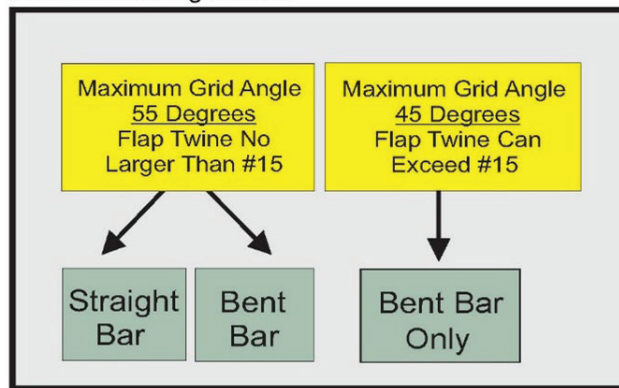 Maximum Grid Angle
55 Degrees
Flap Twine No
Larger Than #15
Maximum Grid Angle
45 Degrees
Flap Twine Can
Exceed #15
Straight
Bar
Bent
Bar
Bent Bar
Only